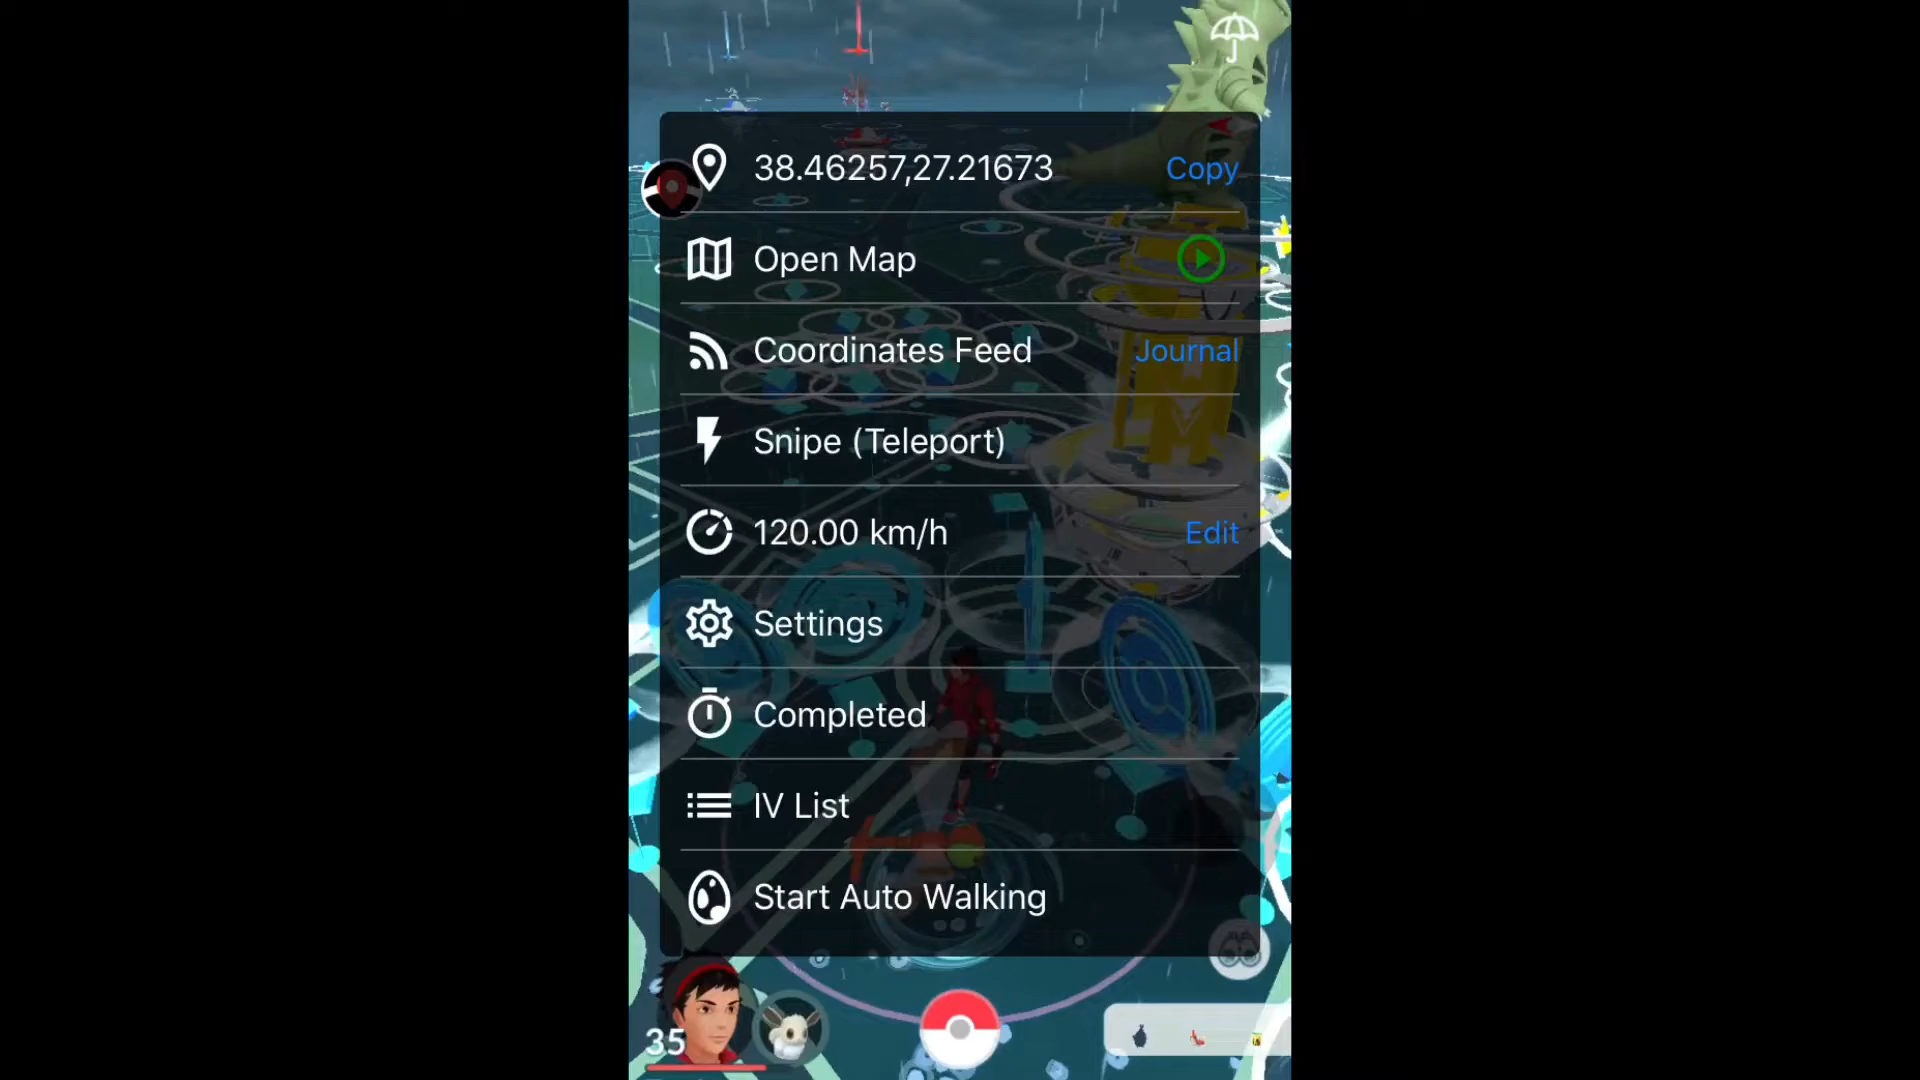 38.46257,27.21673
Copy
Open Map
Coordinates Feed
Journal
Snipe (Teleport)
120.00 km/h
Edit
Settings
Completed
IV List
Start Auto Walking
35